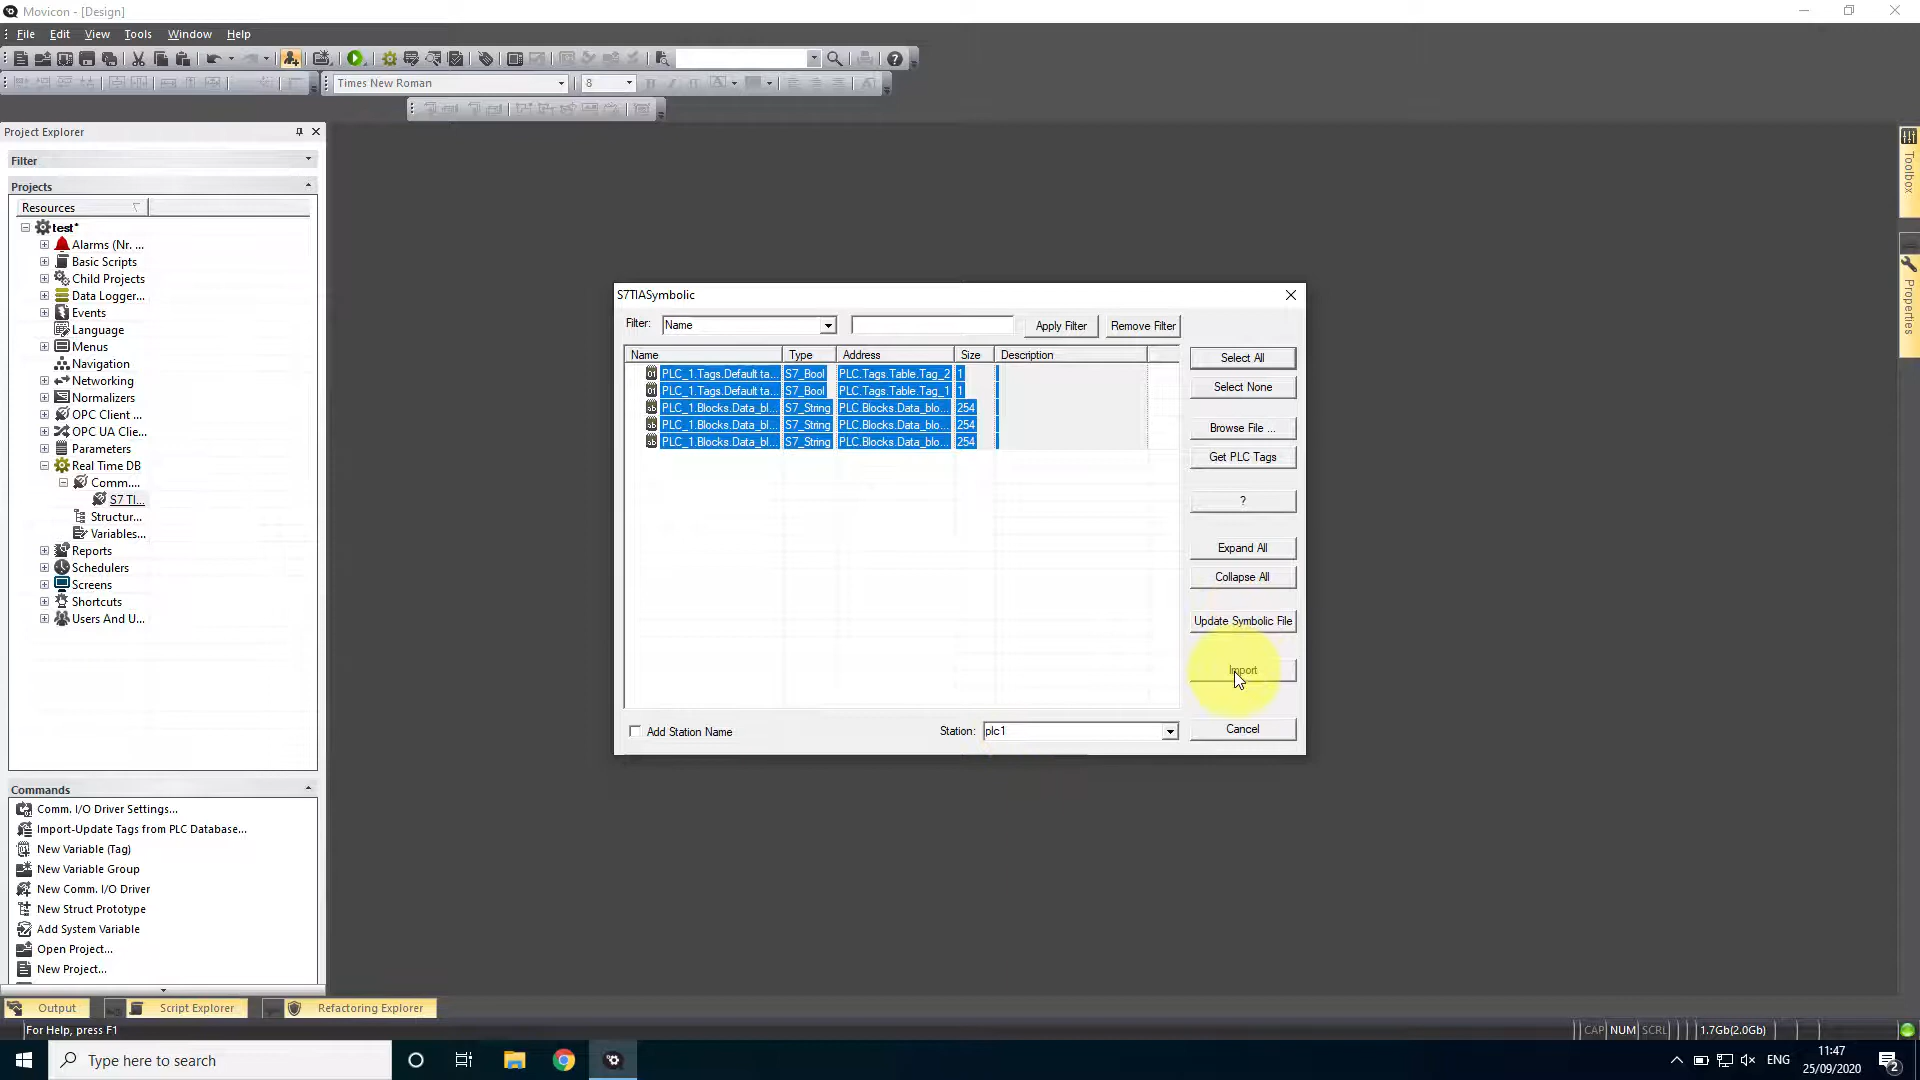 Movicon - [Design]
File Edit View Tools Window Help
Times New Roman 8
Project Explorer
Filter
Projects
Resources
test*
Alarms (Nr. ...
Basic Scripts
Child Projects
Data Logger...
Events
Language
Menus
Navigation
Networking
Normalizers
OPC Client ...
OPC UA Clie...
Parameters
Real Time DB
Comm....
S7 TI...
Structur...
Variables...
Reports
Schedulers
Screens
Shortcuts
Users And U...
Commands
Comm. I/O Driver Settings...
Import-Update Tags from PLC Database...
New Variable (Tag)
New Variable Group
New Comm. I/O Driver
New Struct Prototype
Add System Variable
Open Project...
New Project...
S7TIASymbolic
Filter: Name Apply Filter Remove Filter
Name Type Address Size Description
PLC_1.Tags.Default ta... S7_Bool PLC.Tags.Table.Tag_2 1
PLC_1.Tags.Default ta... S7_Bool PLC.Tags.Table.Tag_1 1
PLC_1.Blocks.Data_bl... S7_String PLC.Blocks.Data_blo... 254
PLC_1.Blocks.Data_bl... S7_String PLC.Blocks.Data_blo... 254
PLC_1.Blocks.Data_bl... S7_String PLC.Blocks.Data_blo... 254
Select All
Select None
Browse File ...
Get PLC Tags
?
Expand All
Collapse All
Update Symbolic File
Import
Cancel
Add Station Name Station: plc1
Toolbox
Properties
Output Script Explorer Refactoring Explorer
For Help, press F1 CAP NUM SCRL 1.7Gb(2.0Gb)
Type here to search
ENG
11:47
25/09/2020
2